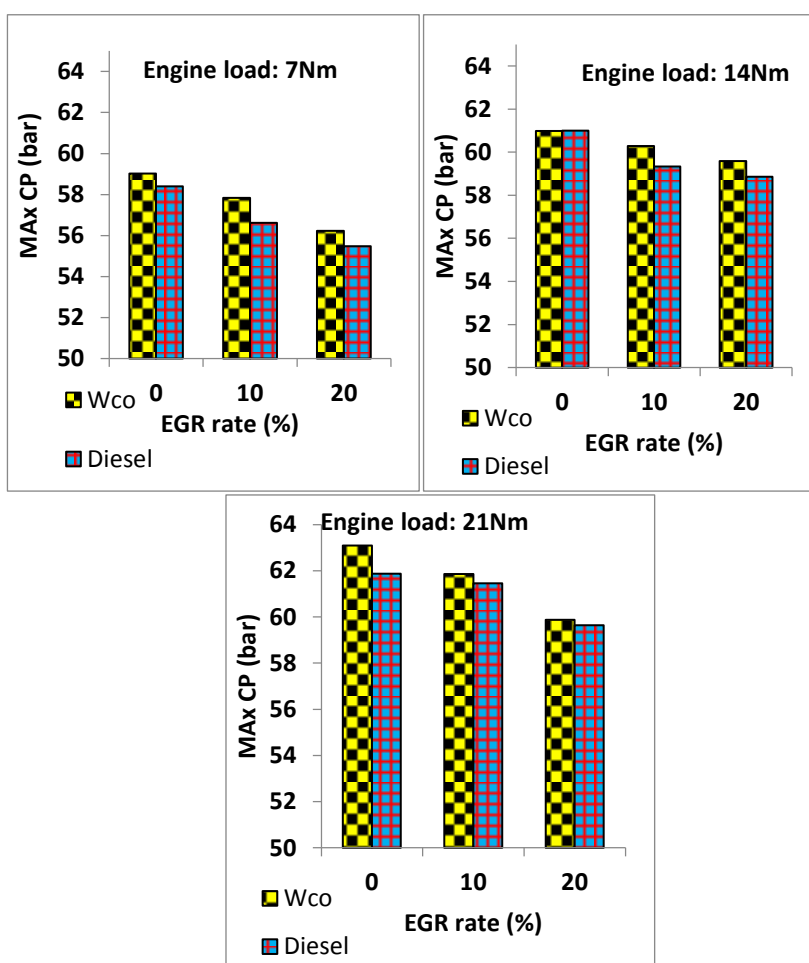 Engine load: 7Nm
MAx CP (bar)
64
62
60
58
56
54
52
50
0 10 20
EGR rate (%)
Wco
Diesel
Engine load: 14Nm
MAx CP (bar)
64
62
60
58
56
54
52
50
0 10 20
EGR rate (%)
Wco
Diesel
Engine load: 21Nm
MAx CP (bar)
64
62
60
58
56
54
52
50
0 10 20
EGR rate (%)
Wco
Diesel